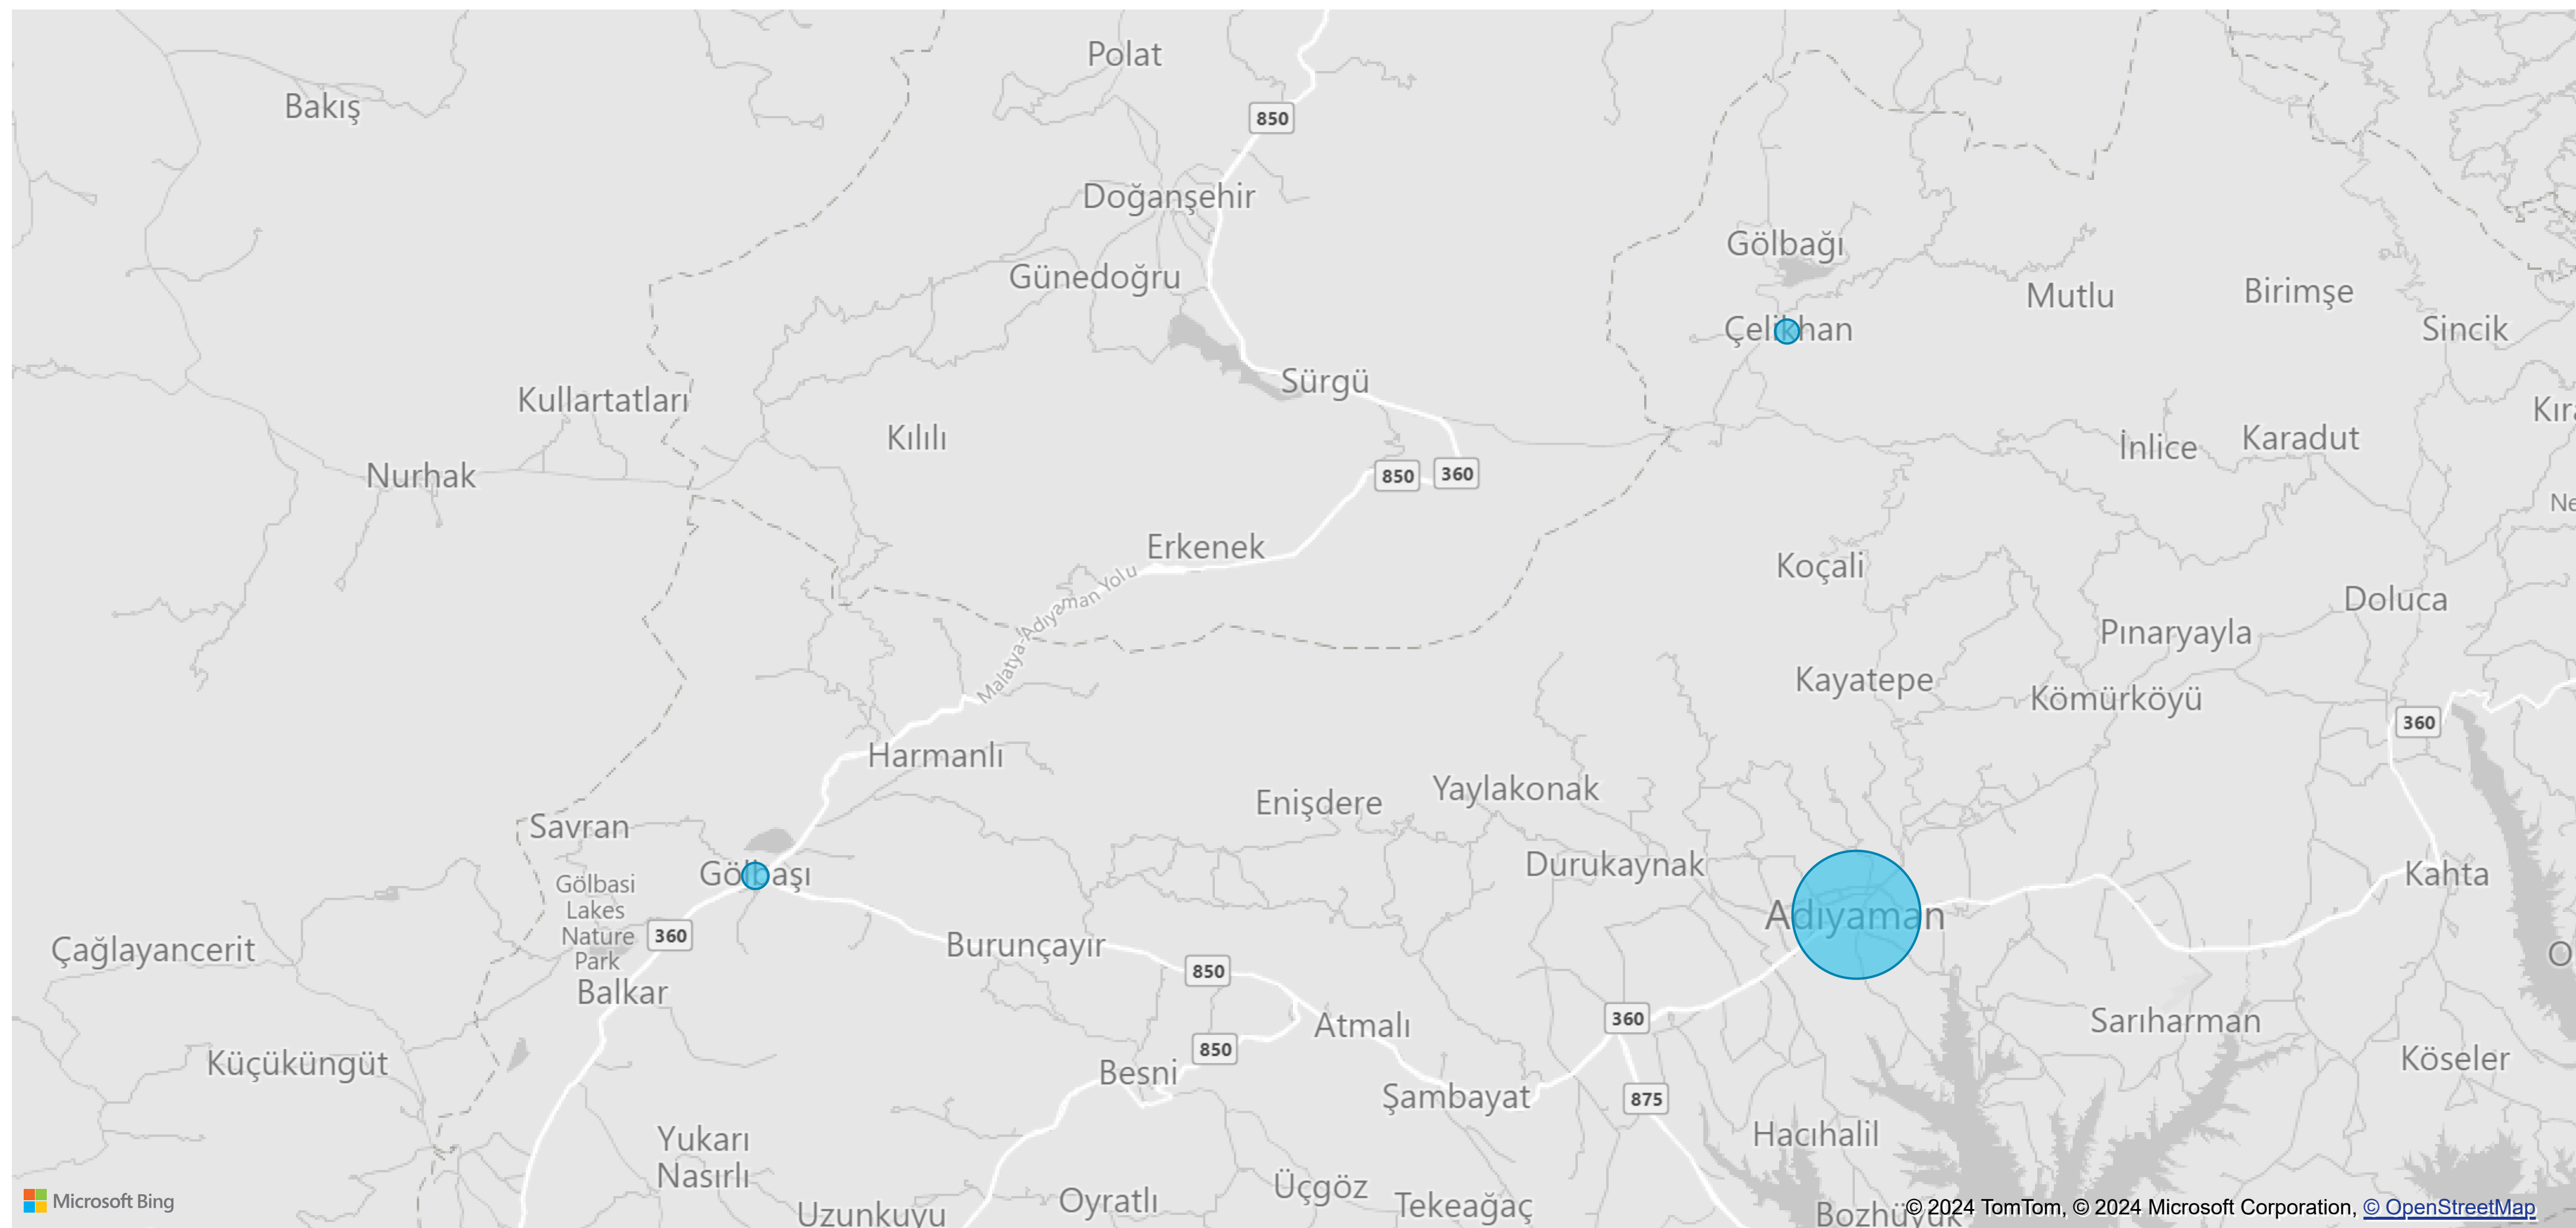 Polat
Bakış
850
Doğanşehir
Gölbağı
Günedoğru
Birimşe
Mutlu
Çelikhan
Sincik
Sürgü
Kullartatları
Kılılı
Karadut
İnlice
Nurhak
850
360
Erkenek
Koçali
Malatya-Adıyaman Yolu
Doluca
Pınaryayla
Kayatepe
Kömürköyü
360
Harmanlı
Yaylakonak
Enişdere
Savran
Durukaynak
Gölbaşı
Kahta
Gölbasi
Lakes
Nature
Park
Adıyaman
360
Burunçayır
Çağlayancerit
850
Balkar
360
Sarıharman
Atmalı
850
Köseler
Küçüküngüt
Besni
Şambayat
875
Hacıhalil
Yukarı
Nasırlı
Üçgöz
Oyratlı
Tekeağaç
Uzunkuyu
Bozhüyük
Microsoft Bing
© 2024 TomTom, © 2024 Microsoft Corporation, © OpenStreetMap